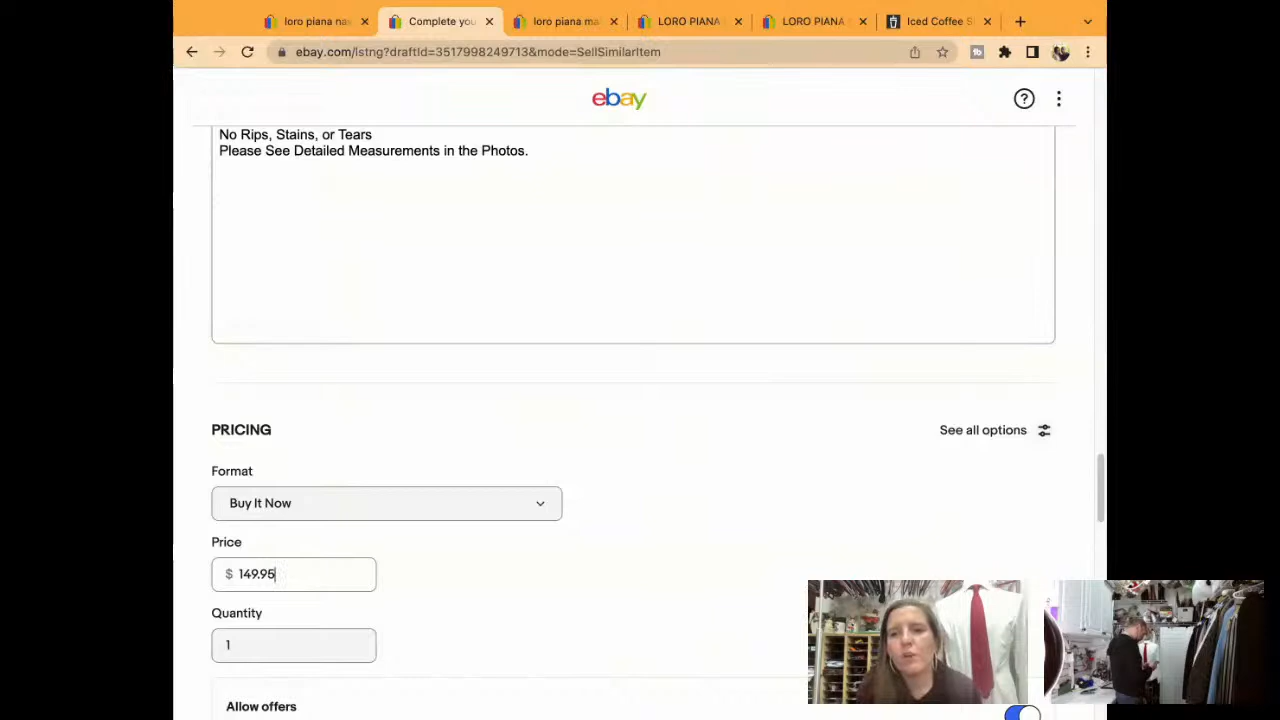 loro piana na
Complete you
loro piana ma
LORO PIANA
LORO PIANA
Iced Coffee S
ebay.com/lstng?draftId=3517998249713&mode=SellSimilarItem
ebay
No Rips, Stains, or Tears
Please See Detailed Measurements in the Photos.
PRICING
See all options
Format
Buy It Now
Price
$ 149.95
Quantity
1
Allow offers